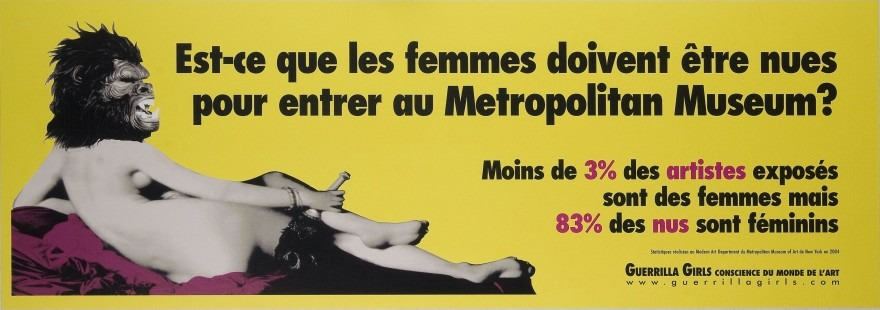 Est-ce que les femmes doivent être nues
pour entrer au Metropolitan Museum?
Moins de 3% des artistes exposés
sont des femmes mais
83% des nus sont féminins
Statistiques réalisées au Modern Art Department du Metropolitan Museum of Art de New York en 2004
GUERRILLA GIRLS CONSCIENCE DU MONDE DE L'ART
www.guerrillagirls.com